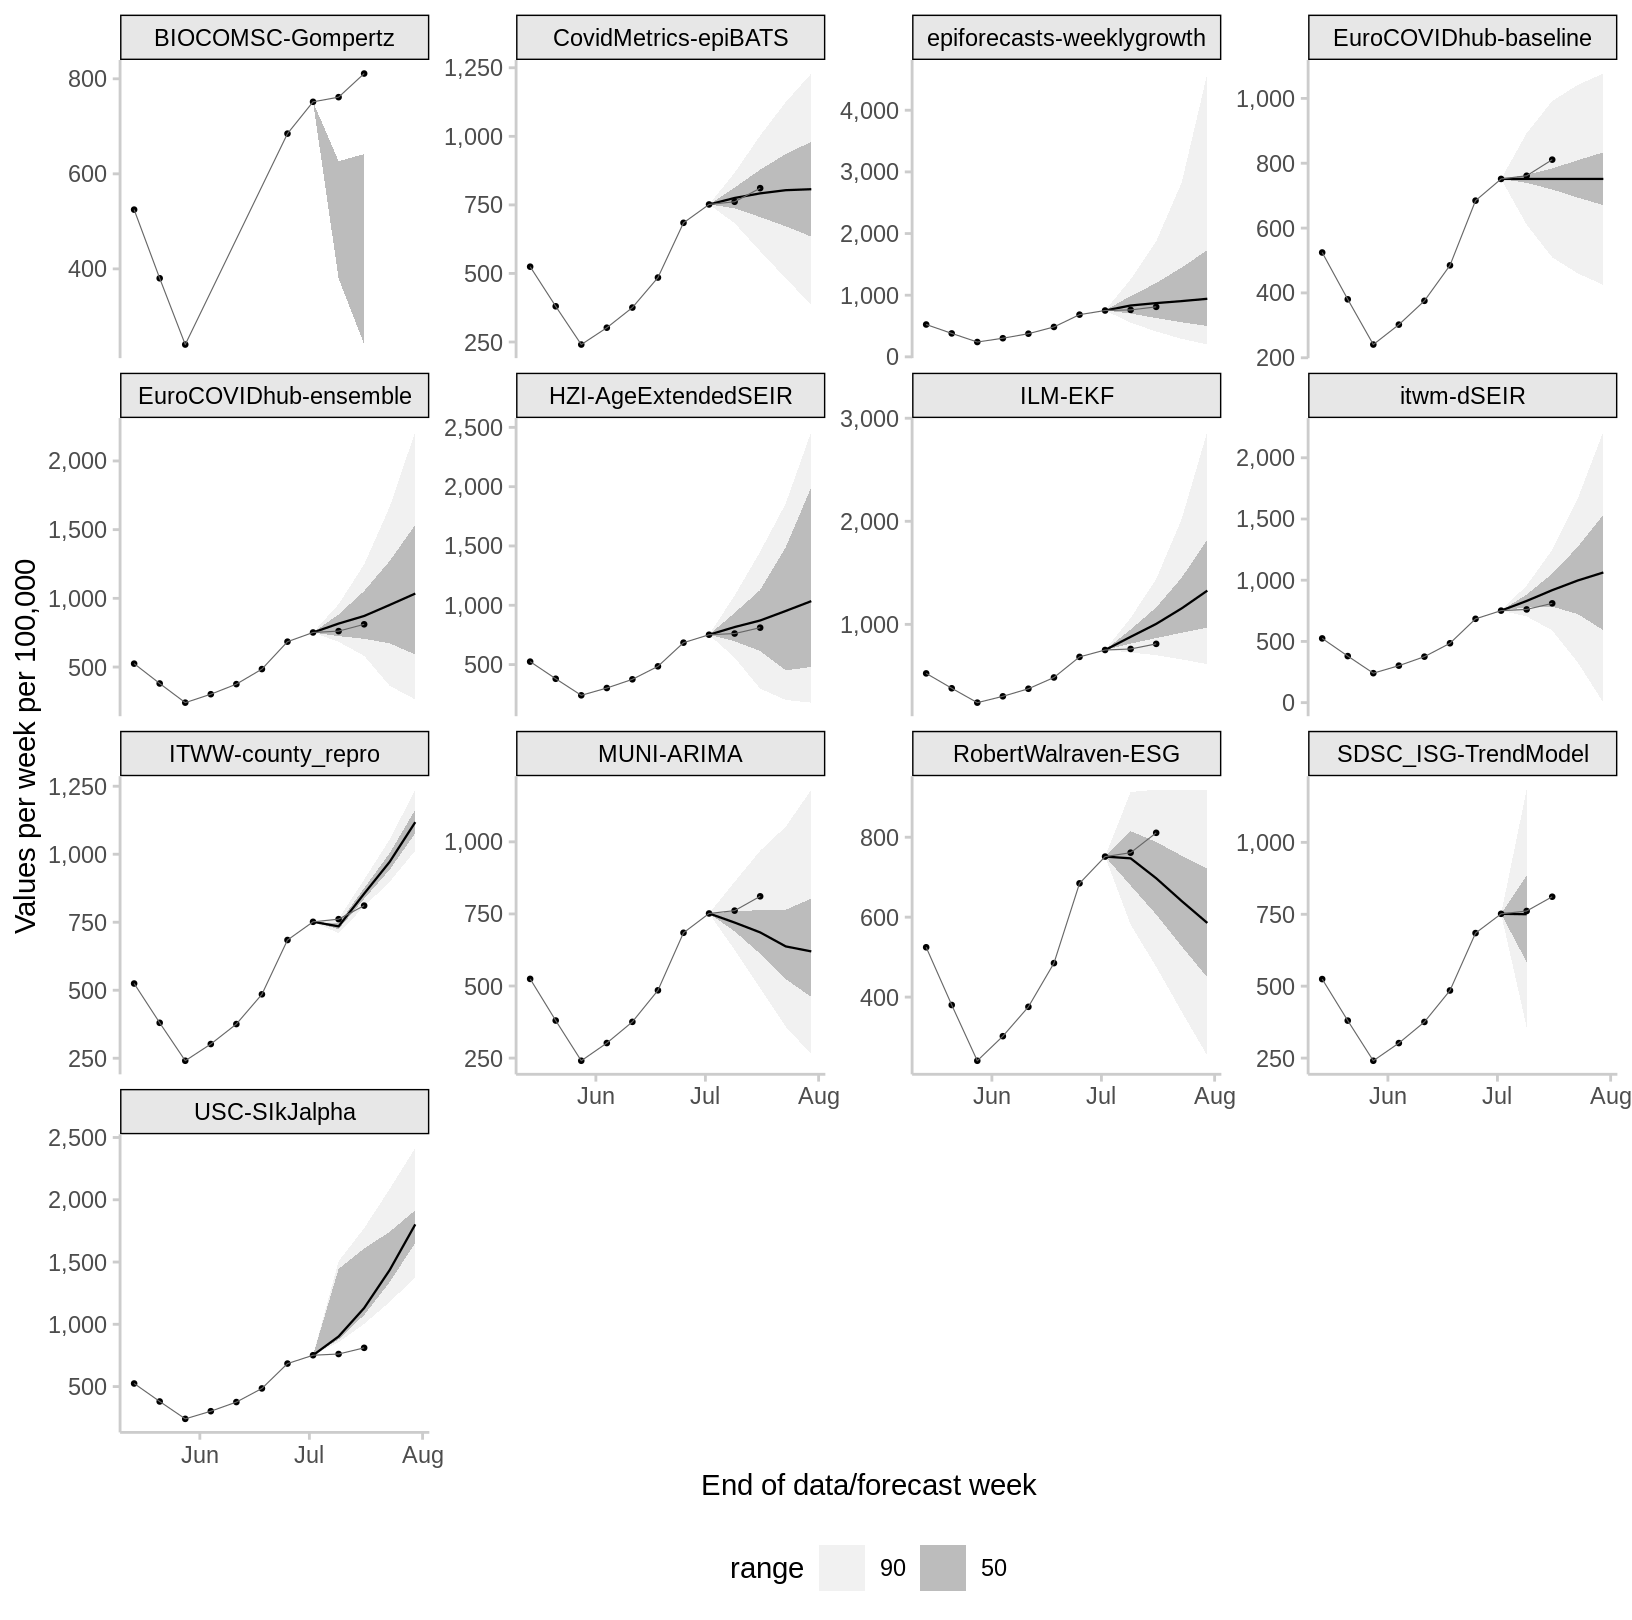 BIOCOMSC-Gompertz
CovidMetrics-epiBATS
epiforecasts-weeklygrowth
EuroCOVIDhub-baseline
800
600
400
1,250
1,000
750
500
250
4,000
3,000
2,000
1,000
0
1,000
800
600
400
200
EuroCOVIDhub-ensemble
HZI-AgeExtendedSEIR
ILM-EKF
itwm-dSEIR
2,000
1,500
1,000
500
2,500
2,000
1,500
1,000
500
3,000
2,000
1,000
2,000
1,500
1,000
500
0
Values per week per 100,000
ITWW-county_repro
MUNI-ARIMA
RobertWalraven-ESG
SDSC_ISG-TrendModel
1,250
1,000
750
500
250
1,000
750
500
250
Jun
Jul
Aug
800
600
400
Jun
Jul
Aug
1,000
750
500
250
Jun
Jul
Aug
USC-SIkJalpha
2,500
2,000
1,500
1,000
500
Jun
Jul
Aug
End of data/forecast week
range
90
50